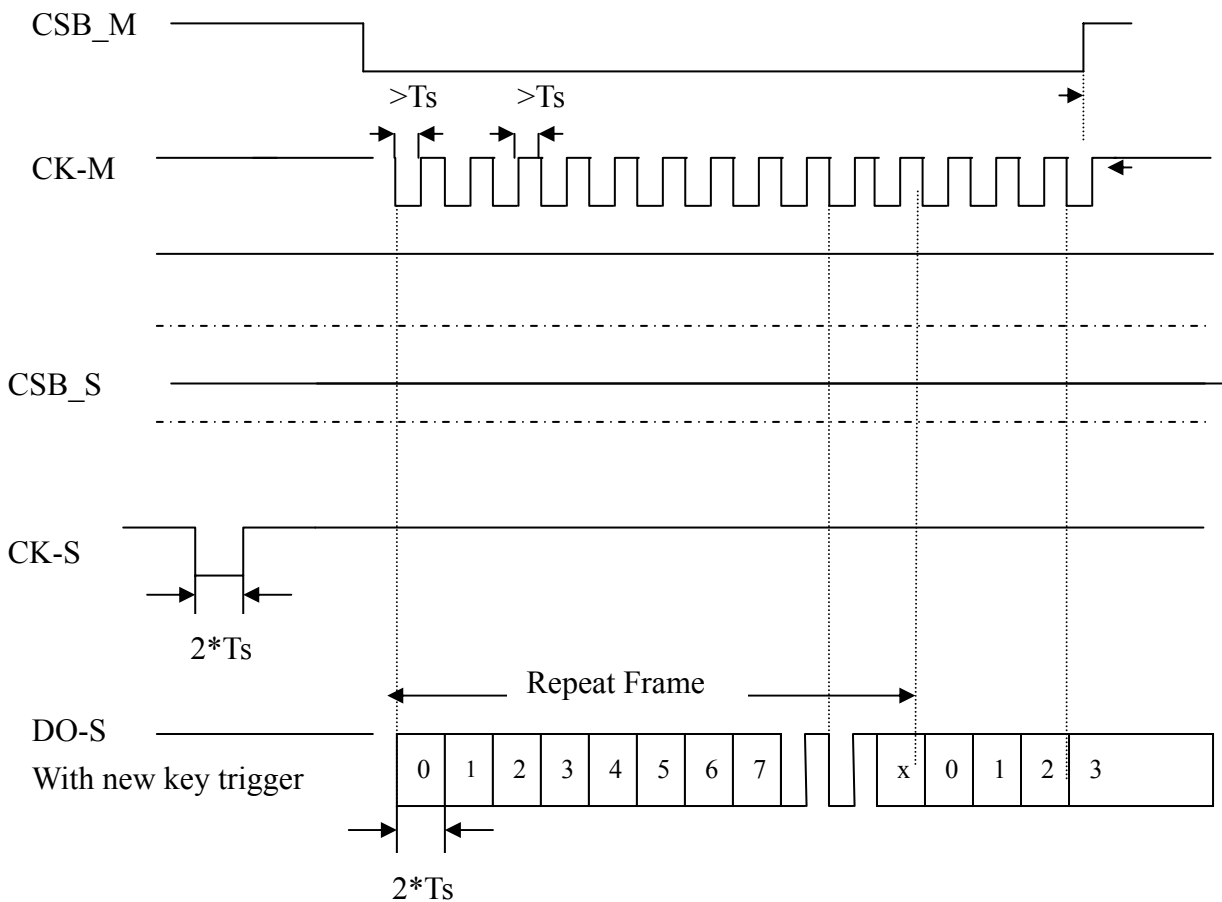 CSB_M
>Ts >Ts
CK-M
CSB_S
CK-S
2*Ts
Repeat Frame
DO-S
0 1 2 3 4 5 6 7 x 0 1 2 3
With new key trigger
2*Ts